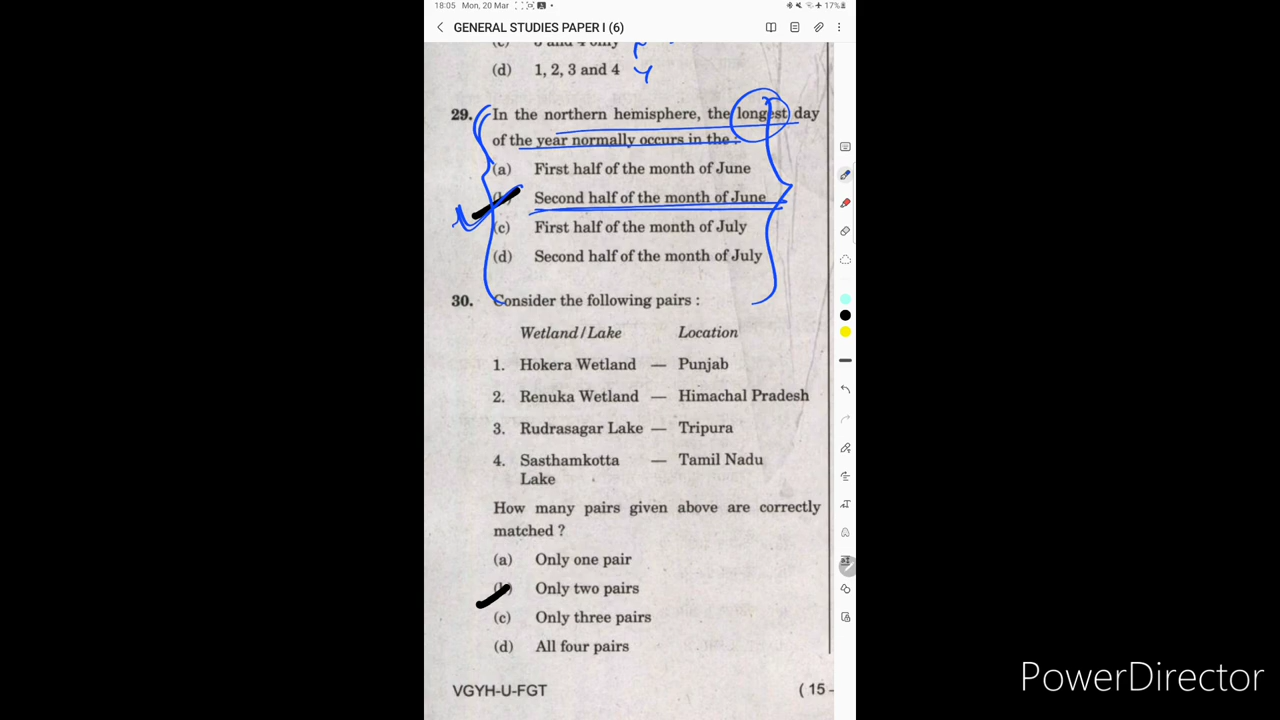 18:05 Mon, 20 Mar
17%
GENERAL STUDIES PAPER I (6)
(d) 1, 2, 3 and 4
29. In the northern hemisphere, the longest day
of the year normally occurs in the :
(a) First half of the month of June
Second half of the month of June
(c) First half of the month of July
(d) Second half of the month of July
30. Consider the following pairs :
Wetland / Lake Location
1. Hokera Wetland — Punjab
2. Renuka Wetland — Himachal Pradesh
3. Rudrasagar Lake — Tripura
4. Sasthamkotta — Tamil Nadu
Lake
How many pairs given above are correctly
matched ?
(a) Only one pair
Only two pairs
(c) Only three pairs
(d) All four pairs
VGYH-U-FGT ( 15 -
PowerDirector